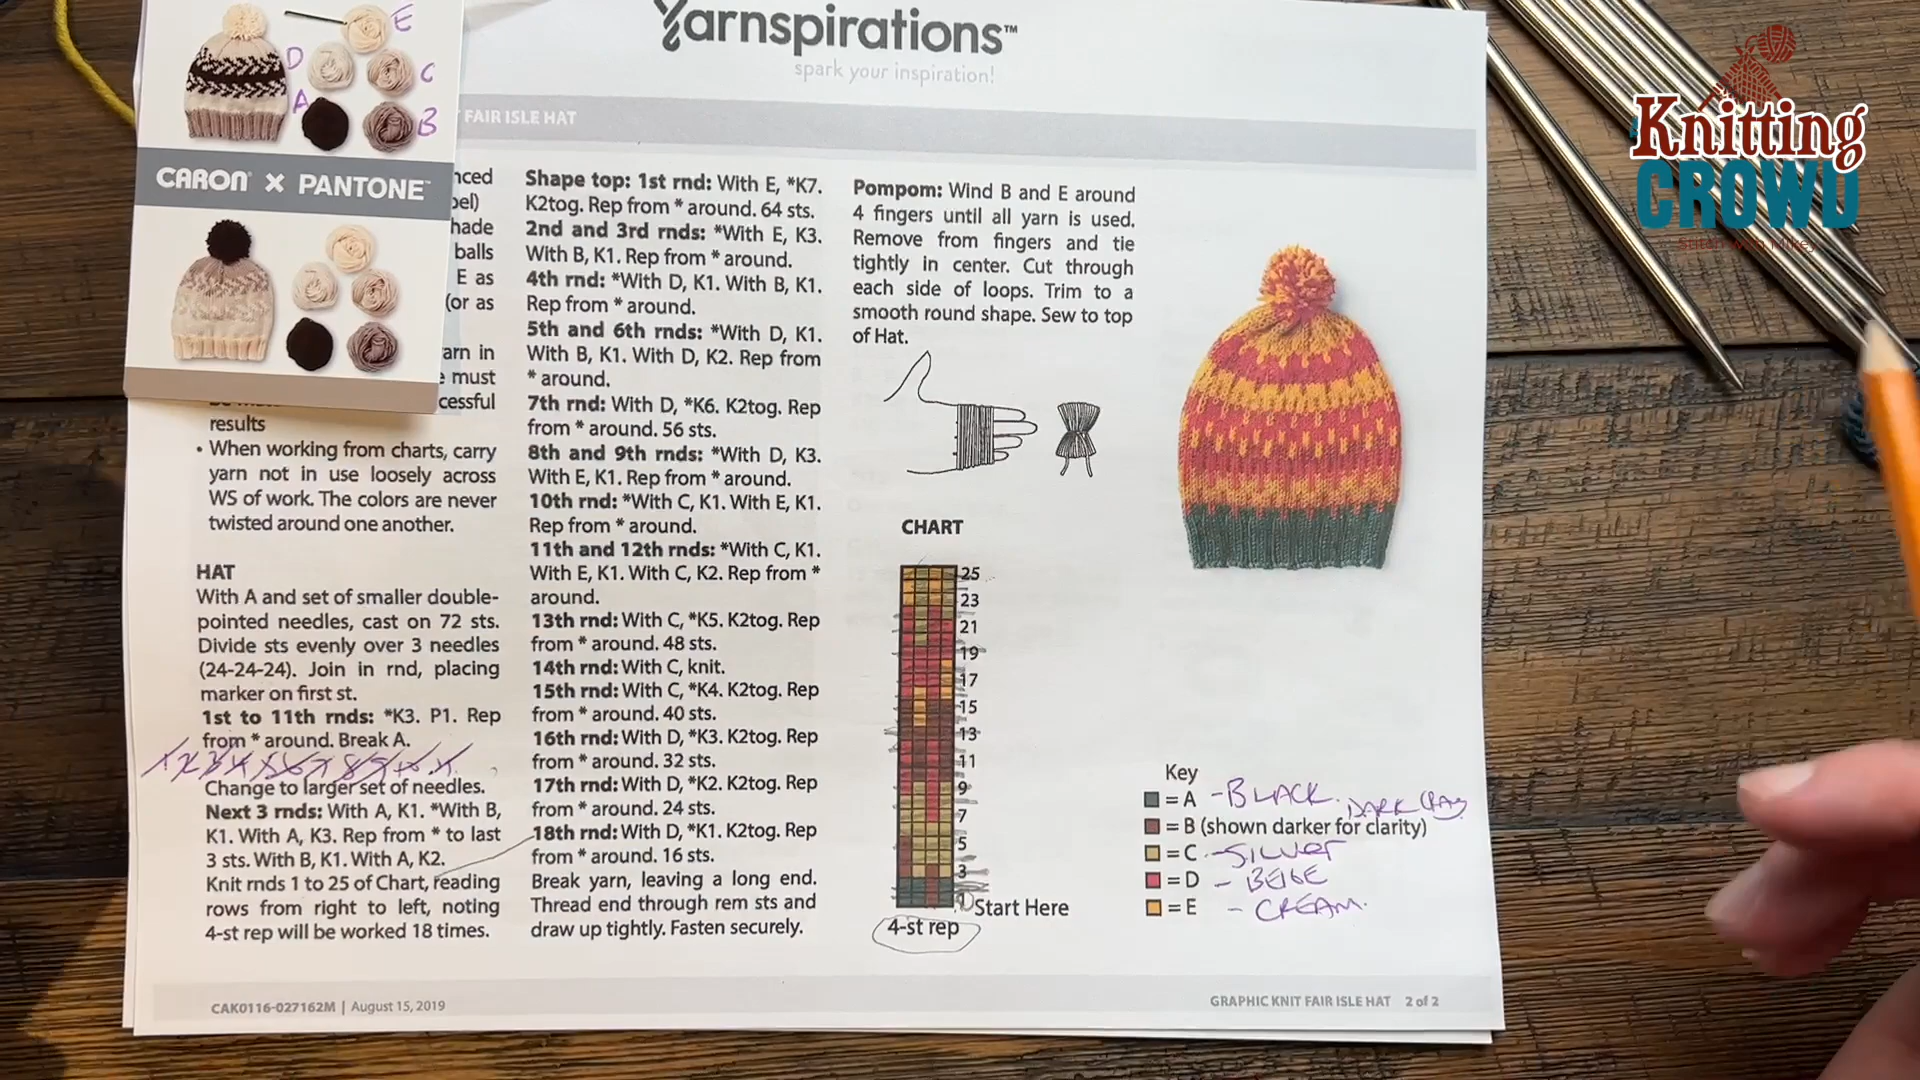 E
D
C
A
B
CARON X PANTONE
Yarnspirations™
spark your inspiration!
FAIR ISLE HAT
hade
balls
E as
(or as
must
results
• When working from charts, carry
yarn not in use loosely across
WS of work. The colors are never
twisted around one another.
HAT
With A and set of smaller double-
pointed needles, cast on 72 sts.
Divide sts evenly over 3 needles
(24-24-24). Join in rnd, placing
marker on first st.
1st to 11th rnds: *K3. P1. Rep
from * around. Break A.
Change to larger set of needles.
Next 3 rnds: With A, K1. *With B,
K1. With A, K3. Rep from * to last
3 sts. With B, K1. With A, K2.
Knit rnds 1 to 25 of Chart, reading
rows from right to left, noting
4-st rep will be worked 18 times.
Shape top: 1st rnd: With E, *K7.
K2tog. Rep from * around. 64 sts.
2nd and 3rd rnds: *With E, K3.
With B, K1. Rep from * around.
4th rnd: *With D, K1. With B, K1.
Rep from * around.
5th and 6th rnds: *With D, K1.
With B, K1. With D, K2. Rep from
* around.
7th rnd: With D, *K6. K2tog. Rep
from * around. 56 sts.
8th and 9th rnds: *With D, K3.
With E, K1. Rep from * around.
10th rnd: *With C, K1. With E, K1.
Rep from * around.
11th and 12th rnds: *With C, K1.
With E, K1. With C, K2. Rep from *
around.
13th rnd: With C, *K5. K2tog. Rep
from * around. 48 sts.
14th rnd: With C, knit.
15th rnd: With C, *K4. K2tog. Rep
from * around. 40 sts.
16th rnd: With D, *K3. K2tog. Rep
from * around. 32 sts.
17th rnd: With D, *K2. K2tog. Rep
from * around. 24 sts.
18th rnd: With D, *K1. K2tog. Rep
from * around. 16 sts.
Break yarn, leaving a long end.
Thread end through rem sts and
draw up tightly. Fasten securely.
Pompom: Wind B and E around
4 fingers until all yarn is used.
Remove from fingers and tie
tightly in center. Cut through
each side of loops. Trim to a
smooth round shape. Sew to top
of Hat.
CHART
25
23
21
19
17
15
13
11
9
7
5
3
1
Start Here
4-st rep
Key
= A - BLACK.
DARK GRAY
= B (shown darker for clarity)
= C - SILVER
= D - BEIGE
= E - CREAM.
CAK0116-027162M | August 15, 2019
GRAPHIC KNIT FAIR ISLE HAT 2 of 2
Knitting
CROWD
Stitch with Mikey